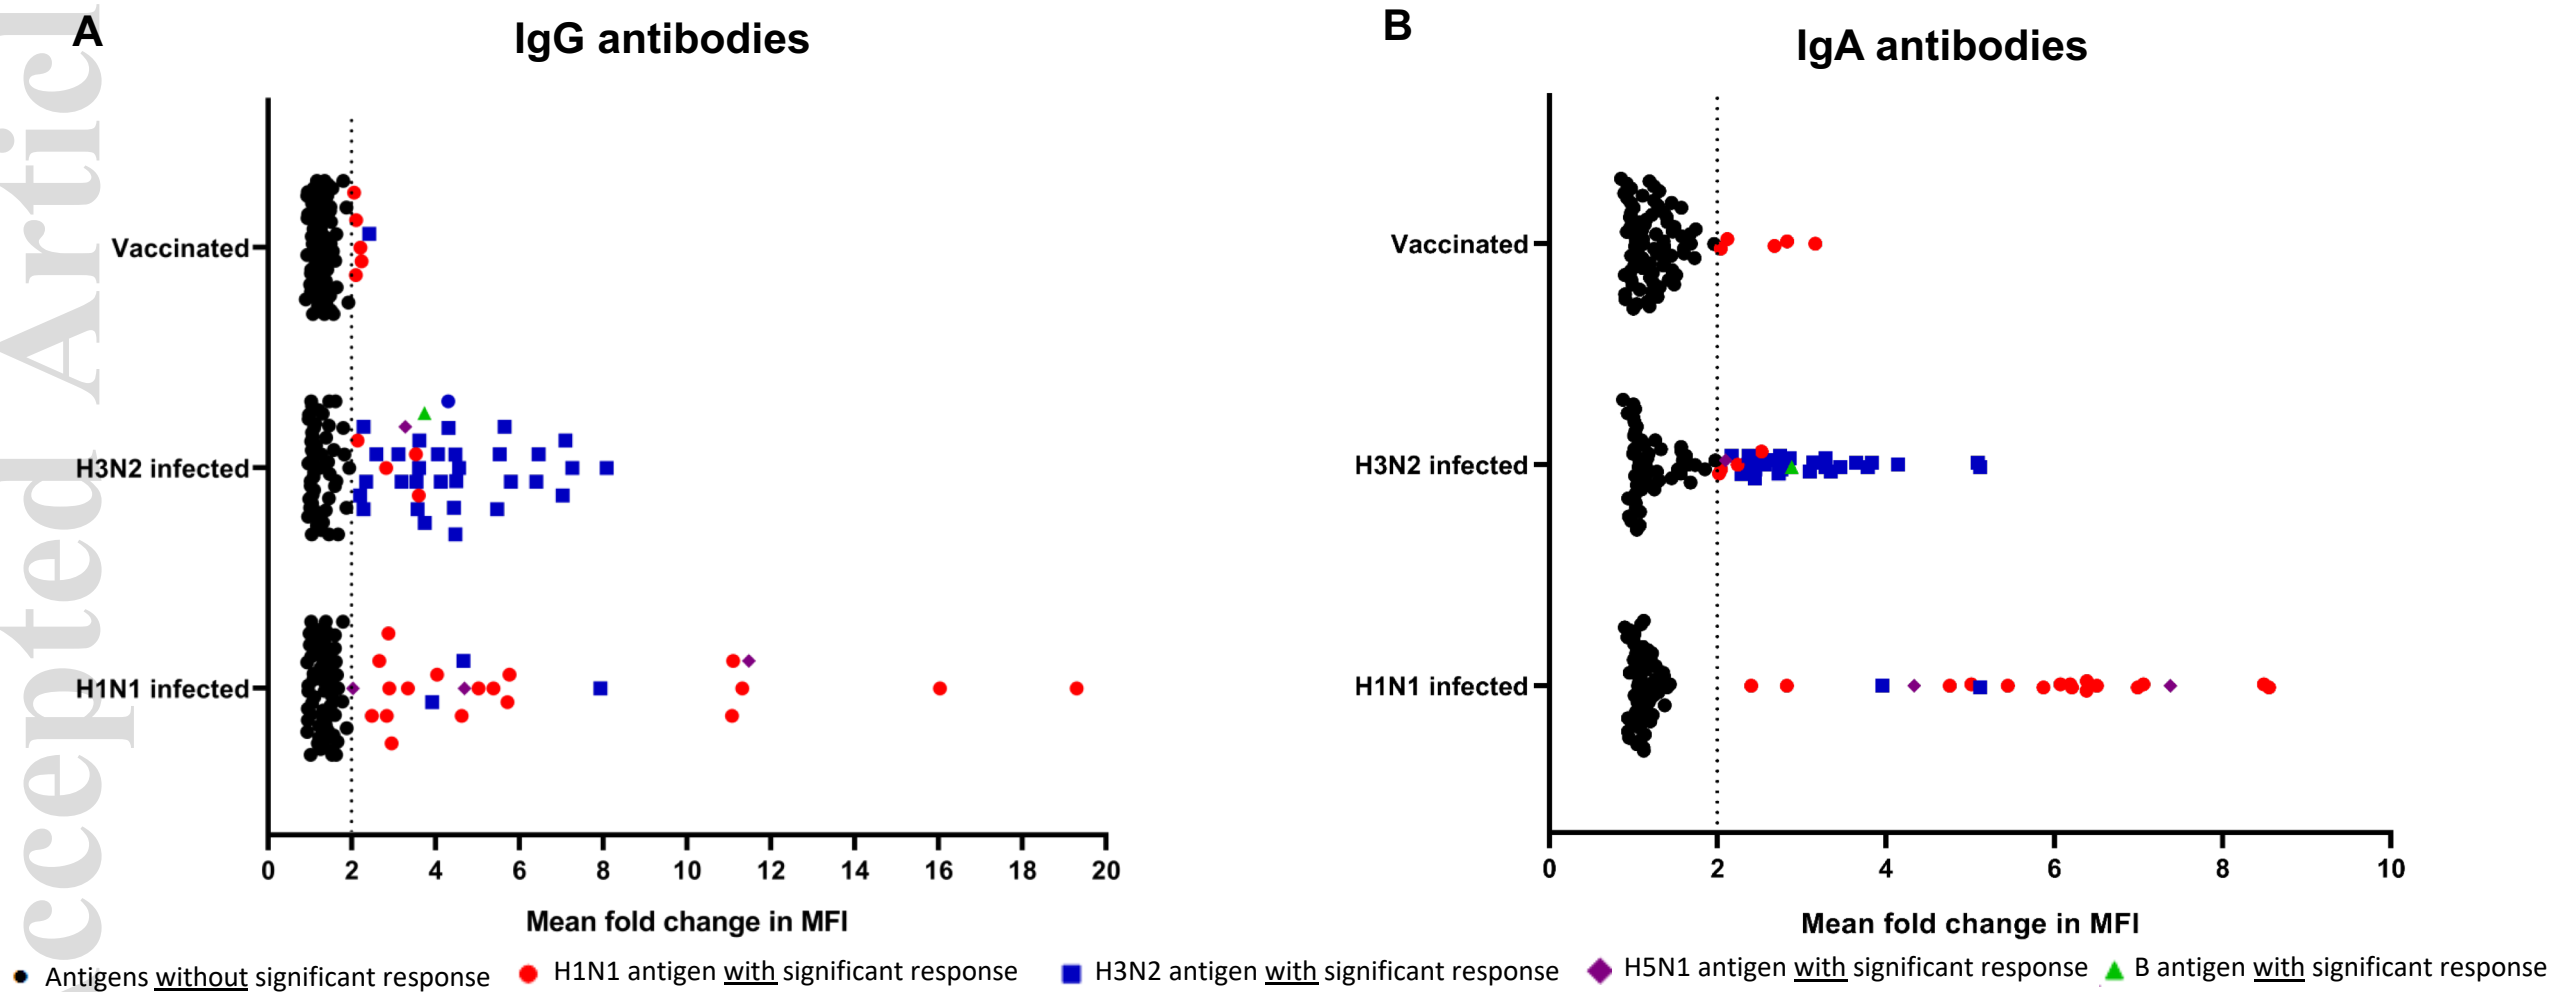 Accepted Articl
A
IgG antibodies
Vaccinated
H3N2 infected
H1N1 infected
0 2 4 6 8 10 12 14 16 18 20
Mean fold change in MFI
B
IgA antibodies
Vaccinated
H3N2 infected
H1N1 infected
0 2 4 6 8 10
Mean fold change in MFI
Antigens without significant response
H1N1 antigen with significant response
H3N2 antigen with significant response
H5N1 antigen with significant response
B antigen with significant response